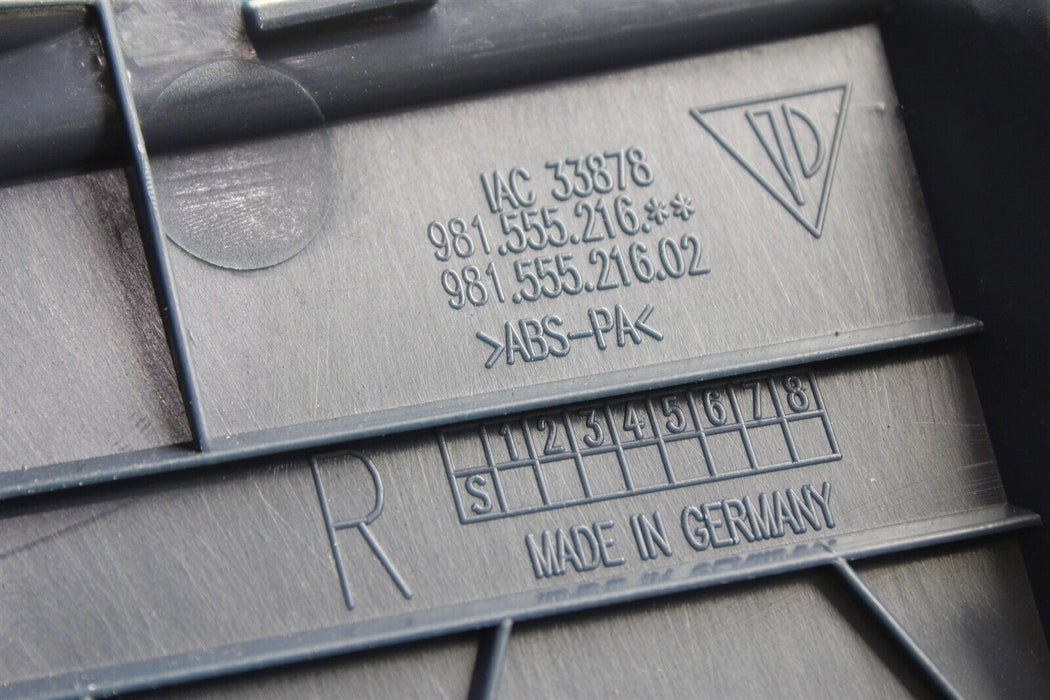 IAC 33878
981.555.216.**
981.555.216.02
>ABS-PA<
1 2 3 4 5 6 7 8
S
R
MADE IN GERMANY